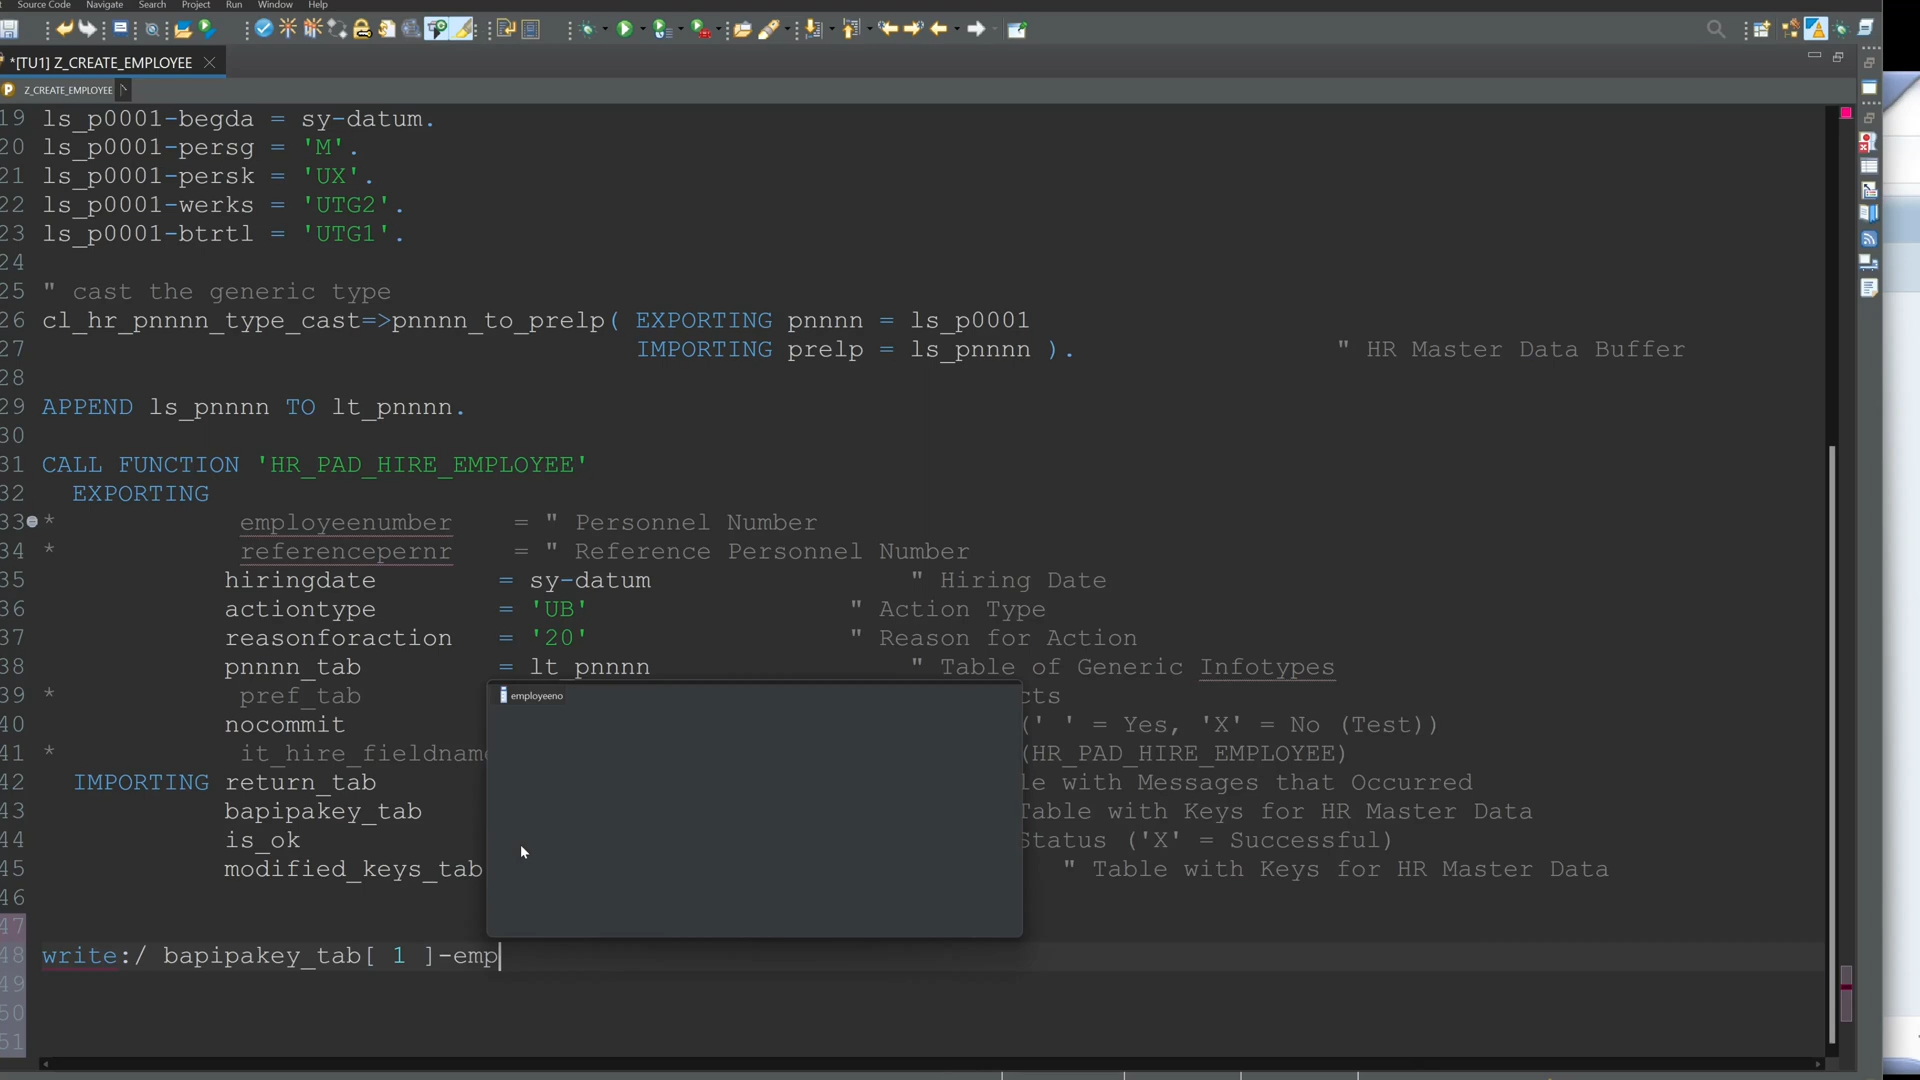 Source Code Navigate Search Project Run Window Help
*[TU1] Z_CREATE_EMPLOYEE
Z_CREATE_EMPLOYEE
19 ls_p0001-begda = sy-datum.
20 ls_p0001-persg = 'M'.
21 ls_p0001-persk = 'UX'.
22 ls_p0001-werks = 'UTG2'.
23 ls_p0001-btrtl = 'UTG1'.
24
25 " cast the generic type
26 cl_hr_pnnnn_type_cast=>pnnnn_to_prelp( EXPORTING pnnnn = ls_p0001
27 IMPORTING prelp = ls_pnnnn ). " HR Master Data Buffer
28
29 APPEND ls_pnnnn TO lt_pnnnn.
30
31 CALL FUNCTION 'HR_PAD_HIRE_EMPLOYEE'
32 EXPORTING
33 * employeenumber = " Personnel Number
34 * referencepernr = " Reference Personnel Number
35 hiringdate = sy-datum " Hiring Date
36 actiontype = 'UB' " Action Type
37 reasonforaction = '20' " Reason for Action
38 pnnnn_tab = lt_pnnnn " Table of Generic Infotypes
39 * pref_tab cts
40 nocommit (' ' = Yes, 'X' = No (Test))
41 * it_hire_fieldname (HR_PAD_HIRE_EMPLOYEE)
42 IMPORTING return_tab le with Messages that Occurred
43 bapipakey_tab Table with Keys for HR Master Data
44 is_ok Status ('X' = Successful)
45 modified_keys_tab " Table with Keys for HR Master Data
46
47
48 write:/ bapipakey_tab[ 1 ]-emp
49
50
51
employeeno